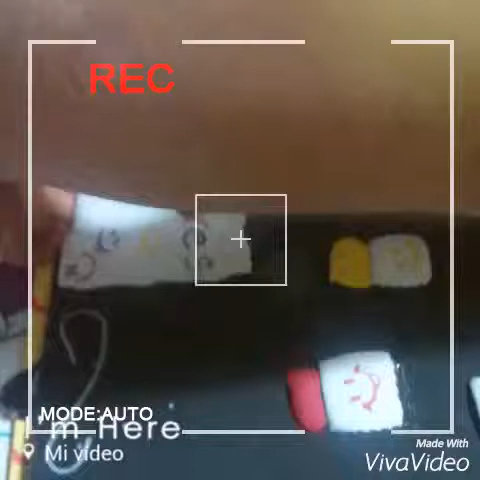 REC
MODE:AUTO
I'm Here
Mi video
Made With
VivaVideo